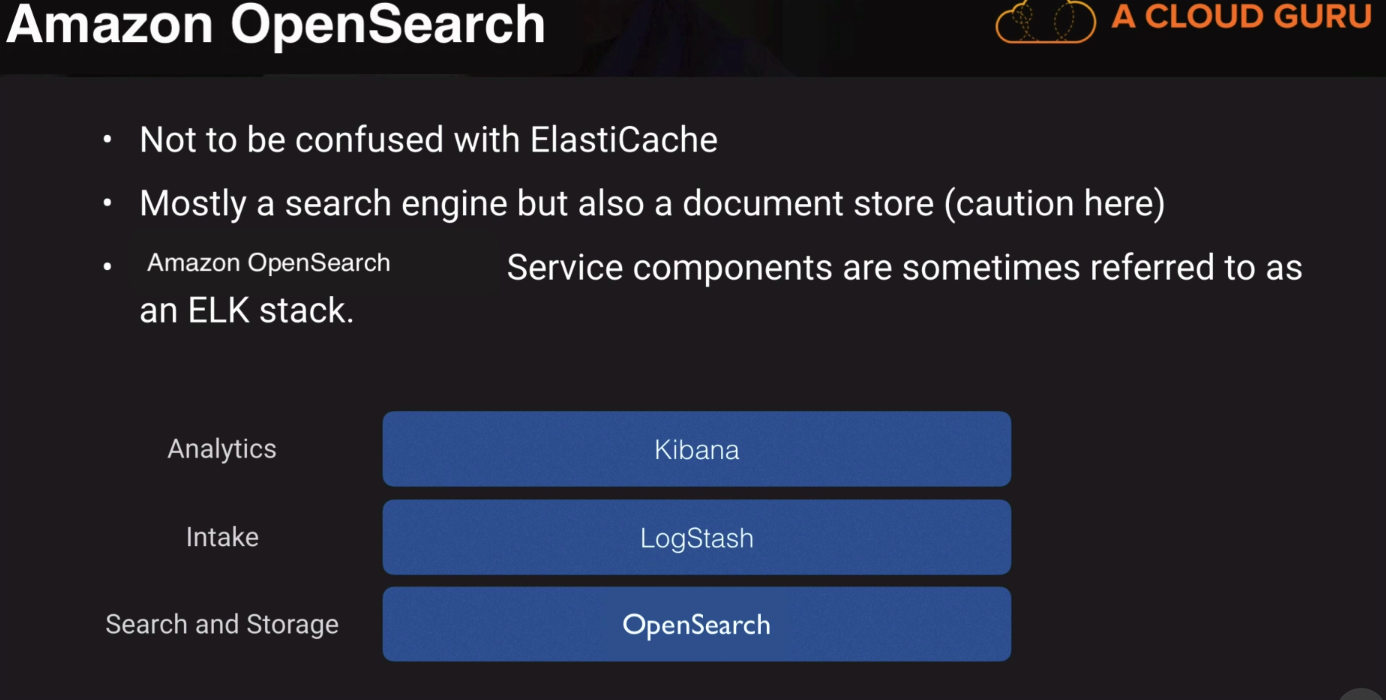 Amazon OpenSearch
A CLOUD GURU
• Not to be confused with ElastiCache
• Mostly a search engine but also a document store (caution here)
• Amazon OpenSearch Service components are sometimes referred to as
an ELK stack.
Analytics Kibana
Intake LogStash
Search and Storage OpenSearch